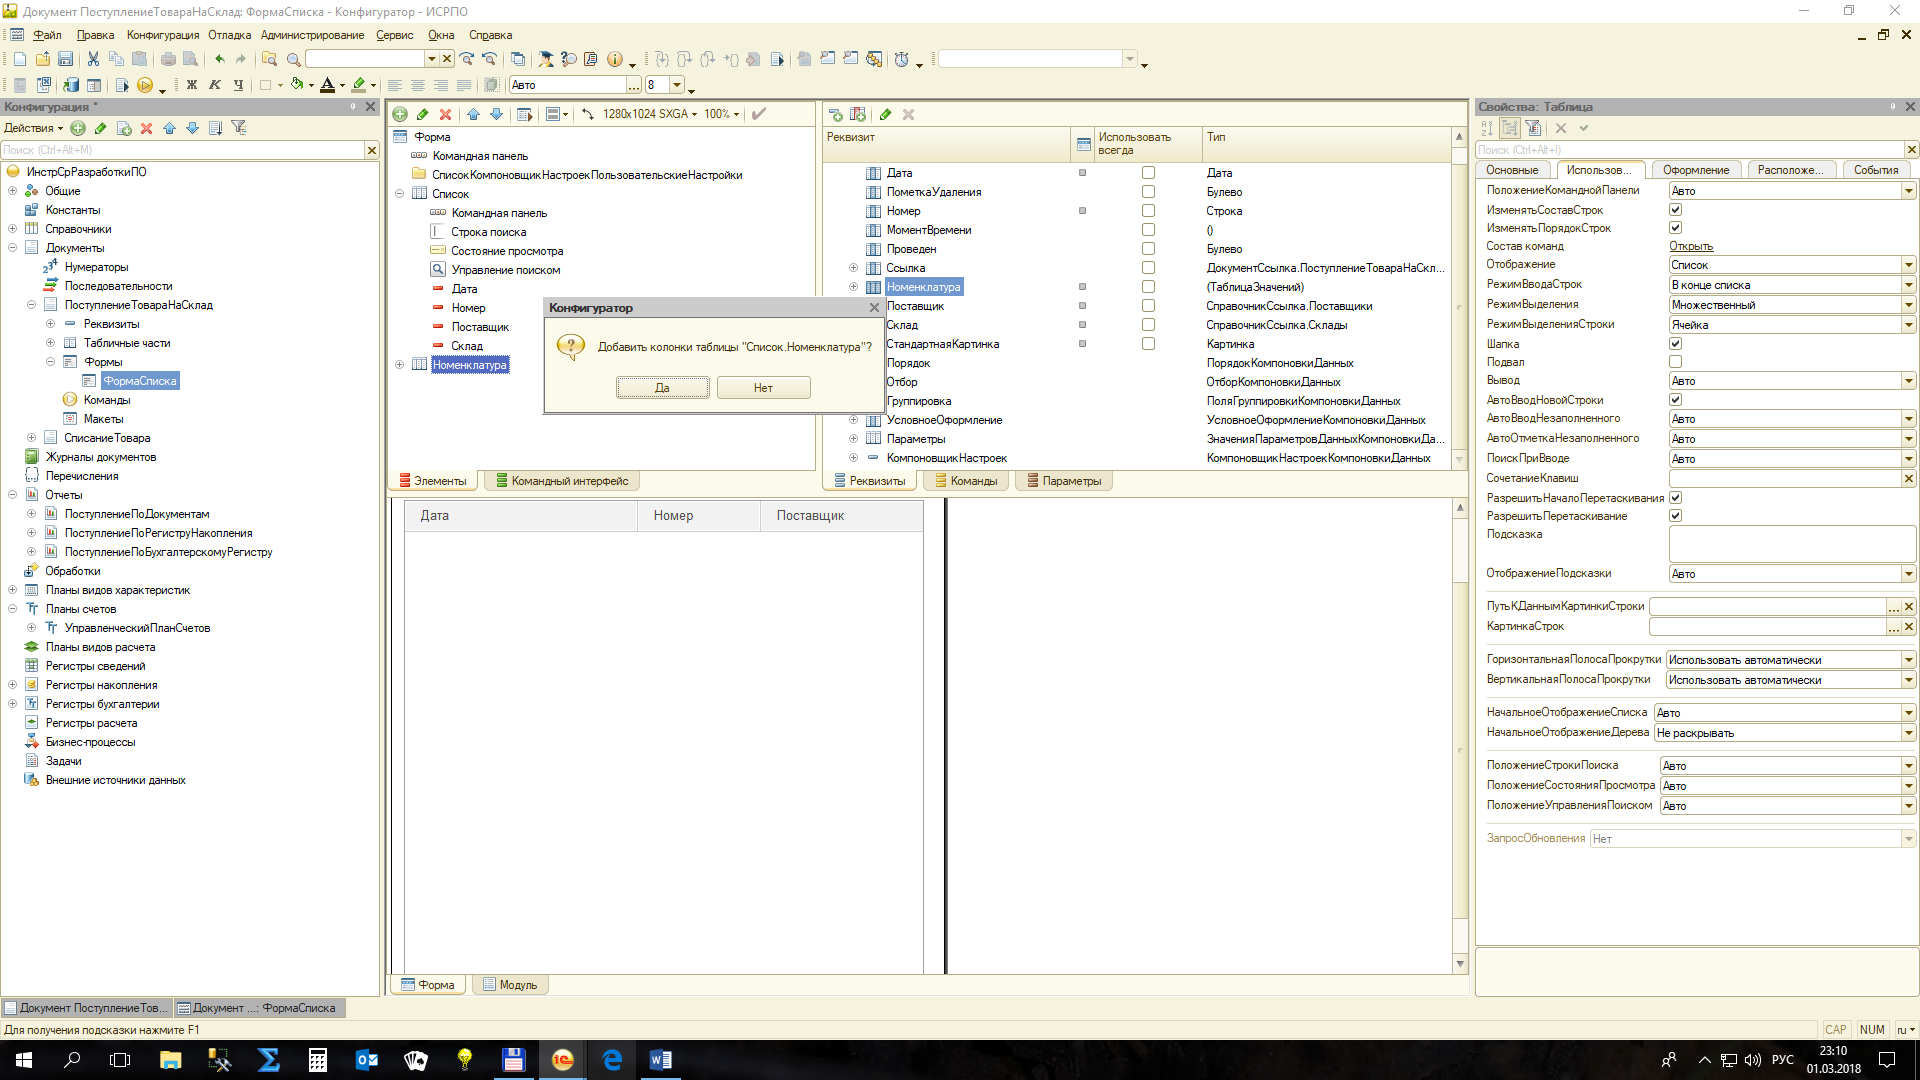 Документ ПоступлениеТовараНаСклад: ФормаСписка - Конфигуратор - ИСРПО
Файл Правка Конфигурация Отладка Администрирование Сервис Окна Справка
Ж К Ч Авто 8
Конфигурация *
Действия
Поиск (Ctrl+Alt+M)
ИнстрСрРазработкиПО
Общие
Константы
Справочники
Документы
Нумераторы
Последовательности
ПоступлениеТовараНаСклад
Реквизиты
Табличные части
Формы
ФормаСписка
Команды
Макеты
СписаниеТовара
Журналы документов
Перечисления
Отчеты
ПоступлениеПоДокументам
ПоступлениеПоРегиструНакопления
ПоступлениеПоБухгалтерскомуРегистру
Обработки
Планы видов характеристик
Планы счетов
УправленческийПланСчетов
Планы видов расчета
Регистры сведений
Регистры накопления
Регистры бухгалтерии
Регистры расчета
Бизнес-процессы
Задачи
Внешние источники данных
1280x1024 SXGA 100%
Форма
Командная панель
СписокКомпоновщикНастроекПользовательскиеНастройки
Список
Командная панель
Строка поиска
Состояние просмотра
Управление поиском
Дата
Номер
Поставщик
Склад
Номенклатура
Элементы Командный интерфейс
Конфигуратор
Добавить колонки таблицы "Список.Номенклатура"?
Да Нет
Реквизит Использовать всегда Тип
Дата Дата
ПометкаУдаления Булево
Номер Строка
МоментВремени ()
Проведен Булево
Ссылка ДокументСсылка.ПоступлениеТовараНаСкл...
Номенклатура (ТаблицаЗначений)
Поставщик СправочникСсылка.Поставщики
Склад СправочникСсылка.Склады
СтандартнаяКартинка Картинка
Порядок ПорядокКомпоновкиДанных
Отбор ОтборКомпоновкиДанных
Группировка ПоляГруппировкиКомпоновкиДанных
УсловноеОформление УсловноеОформлениеКомпоновкиДанных
Параметры ЗначенияПараметровДанныхКомпоновкиДа...
КомпоновщикНастроек КомпоновщикНастроекКомпоновкиДанных
Реквизиты Команды Параметры
Дата Номер Поставщик
Форма Модуль
Свойства: Таблица
Поиск (Ctrl+Alt+I)
Основные Использов... Оформление Расположе... События
ПоложениеКоманднойПанели Авто
ИзменятьСоставСтрок
ИзменятьПорядокСтрок
Состав команд Открыть
Отображение Список
РежимВводаСтрок В конце списка
РежимВыделения Множественный
РежимВыделенияСтроки Ячейка
Шапка
Подвал
Вывод Авто
АвтоВводНовойСтроки
АвтоВводНезаполненного Авто
АвтоОтметкаНезаполненного Авто
ПоискПриВводе Авто
СочетаниеКлавиш
РазрешитьНачалоПеретаскивания
РазрешитьПеретаскивание
Подсказка
ОтображениеПодсказки Авто
ПутьКДаннымКартинкиСтроки
КартинкаСтрок
ГоризонтальнаяПолосаПрокрутки Использовать автоматически
ВертикальнаяПолосаПрокрутки Использовать автоматически
НачальноеОтображениеСписка Авто
НачальноеОтображениеДерева Не раскрывать
ПоложениеСтрокиПоиска Авто
ПоложениеСостоянияПросмотра Авто
ПоложениеУправленияПоиском Авто
ЗапросОбновления Нет
Документ ПоступлениеТов... Документ ...: ФормаСписка
Для получения подсказки нажмите F1
CAP NUM ru
РУС
23:10
01.03.2018